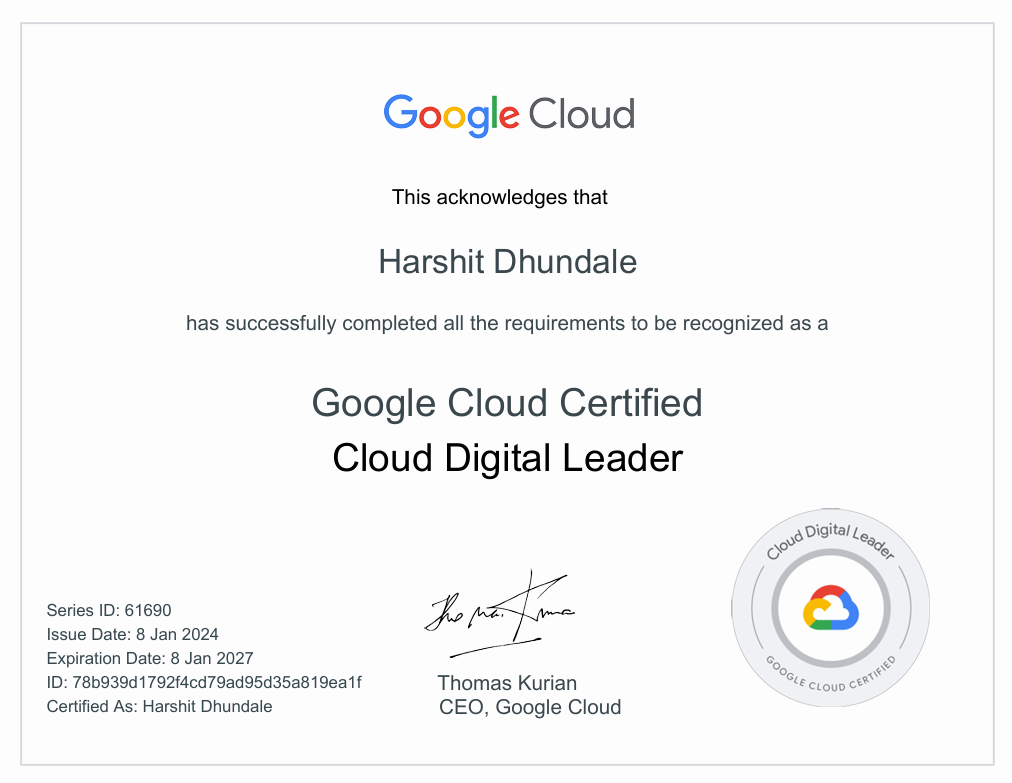 Google Cloud
This acknowledges that
Harshit Dhundale
has successfully completed all the requirements to be recognized as a
Google Cloud Certified
Cloud Digital Leader
Cloud Digital Leader
GOOGLE CLOUD CERTIFIED
Series ID: 61690
Issue Date: 8 Jan 2024
Expiration Date: 8 Jan 2027
ID: 78b939d1792f4cd79ad95d35a819ea1f
Certified As: Harshit Dhundale
Thomas Kurian
CEO, Google Cloud